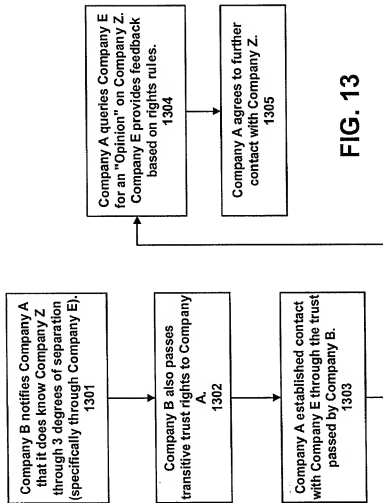 Company B notifies Company A
that it does know Company Z
through 3 degrees of separation
(specifically through Company E).
1301
Company B also passes
transitive trust rights to Company
A.
1302
Company A established contact
with Company E through the trust
passed by Company B.
1303
Company A queries Company E
for an "Opinion" on Company Z.
Company E provides feedback
based on rights rules.
1304
Company A agrees to further
contact with Company Z.
1305
FIG. 13